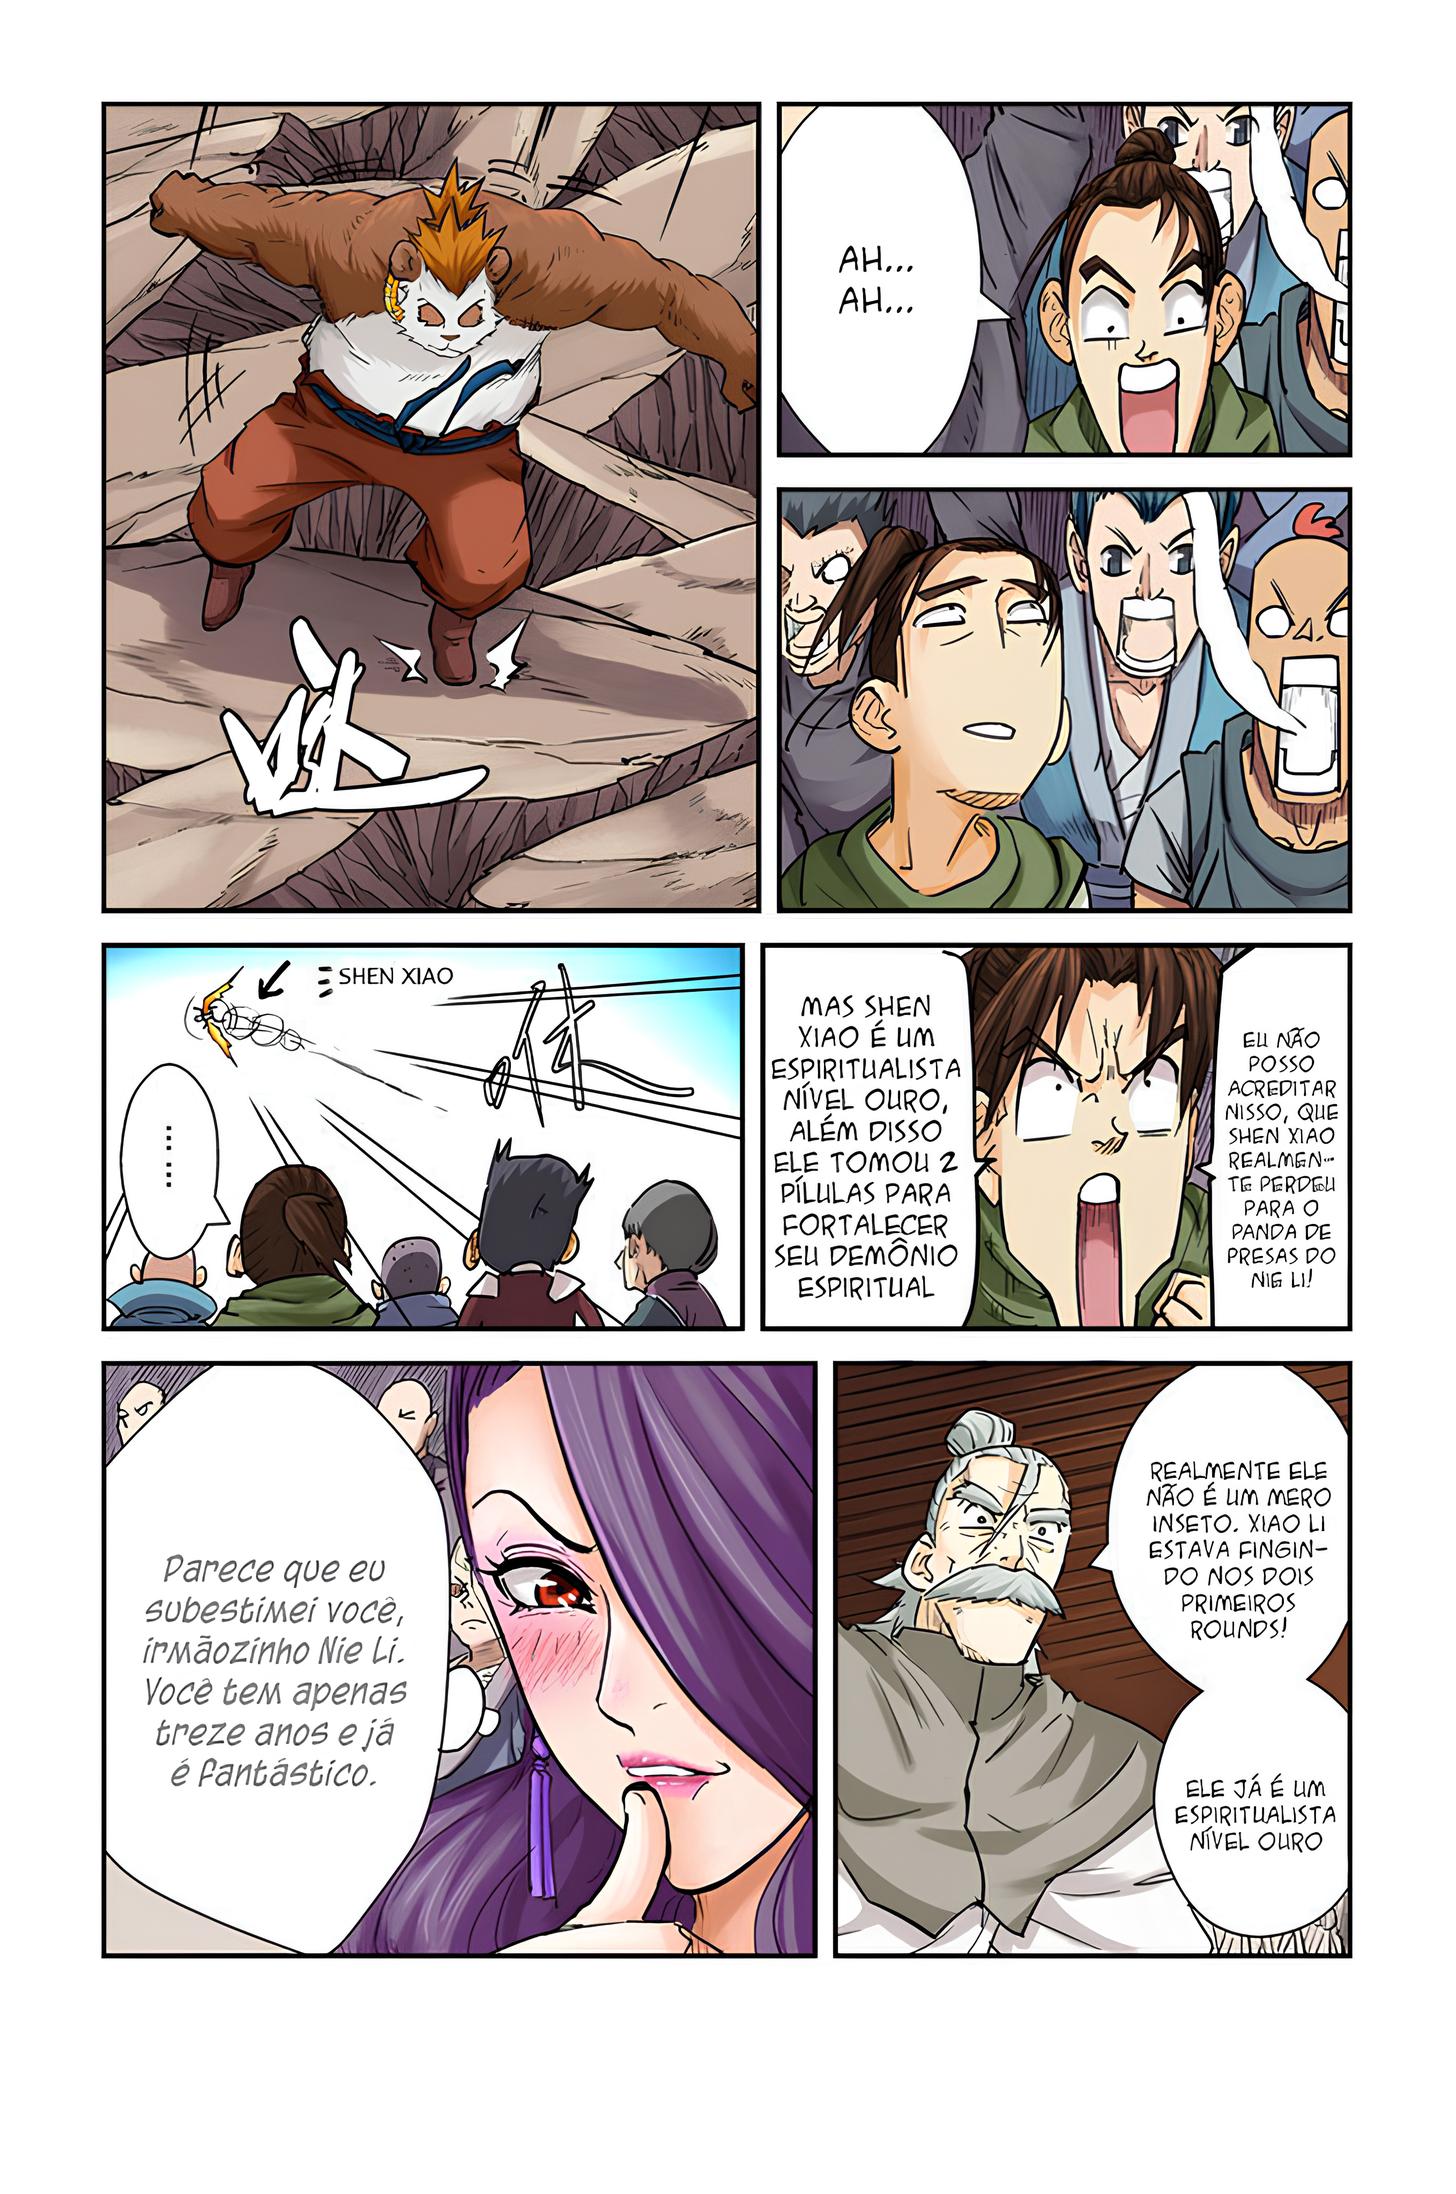 AH...
AH...
SHEN XIAO
......
MAS SHEN
XIAO É UM
ESPIRITUALISTA
NÍVEL OURO,
ALÉM DISSO
ELE TOMOU 2
PÍLULAS PARA
FORTALECER
SEU DEMÔNIO
ESPIRITUAL
EU NÃO
POSSO
ACREDITAR
NISSO, QUE
SHEN XIAO
REALMEN-
TE PERDEU
PARA O
PANDA DE
PRESAS DO
NIE LI!
Parece que eu
subestimei você,
irmãozinho Nie Li.
Você tem apenas
treze anos e já
é fantástico.
REALMENTE ELE
NÃO É UM MERO
INSETO. XIAO LI
ESTAVA FINGIN-
DO NOS DOIS
PRIMEIROS
ROUNDS!
ELE JÁ É UM
ESPIRITUALISTA
NÍVEL OURO